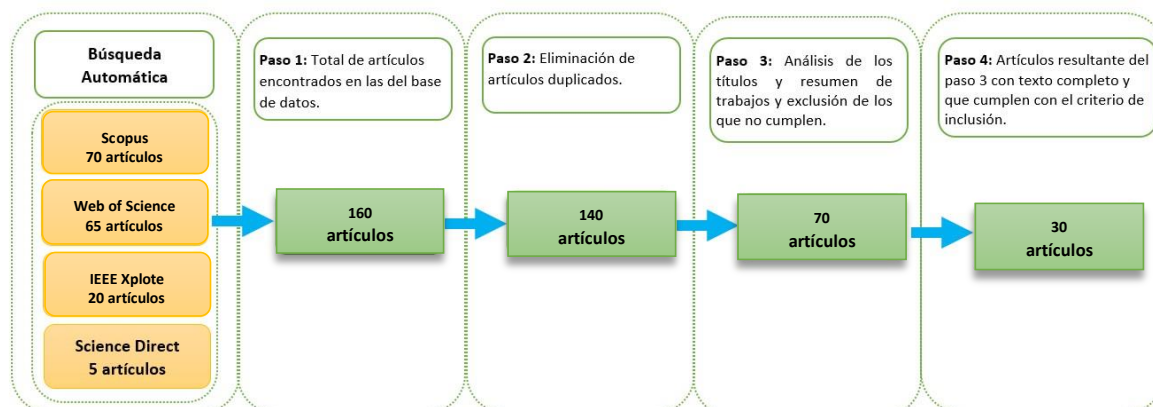 Búsqueda
Automática
Scopus
70 artículos
Web of Science
65 artículos
IEEE Xplote
20 artículos
Science Direct
5 artículos
Paso 1: Total de artículos
encontrados en las del base
de datos.
160
artículos
Paso 2: Eliminación de
artículos duplicados.
140
artículos
Paso 3: Análisis de los
títulos y resumen de
trabajos y exclusión de los
que no cumplen.
70
artículos
Paso 4: Artículos resultante del
paso 3 con texto completo y
que cumplen con el criterio de
inclusión.
30
artículos